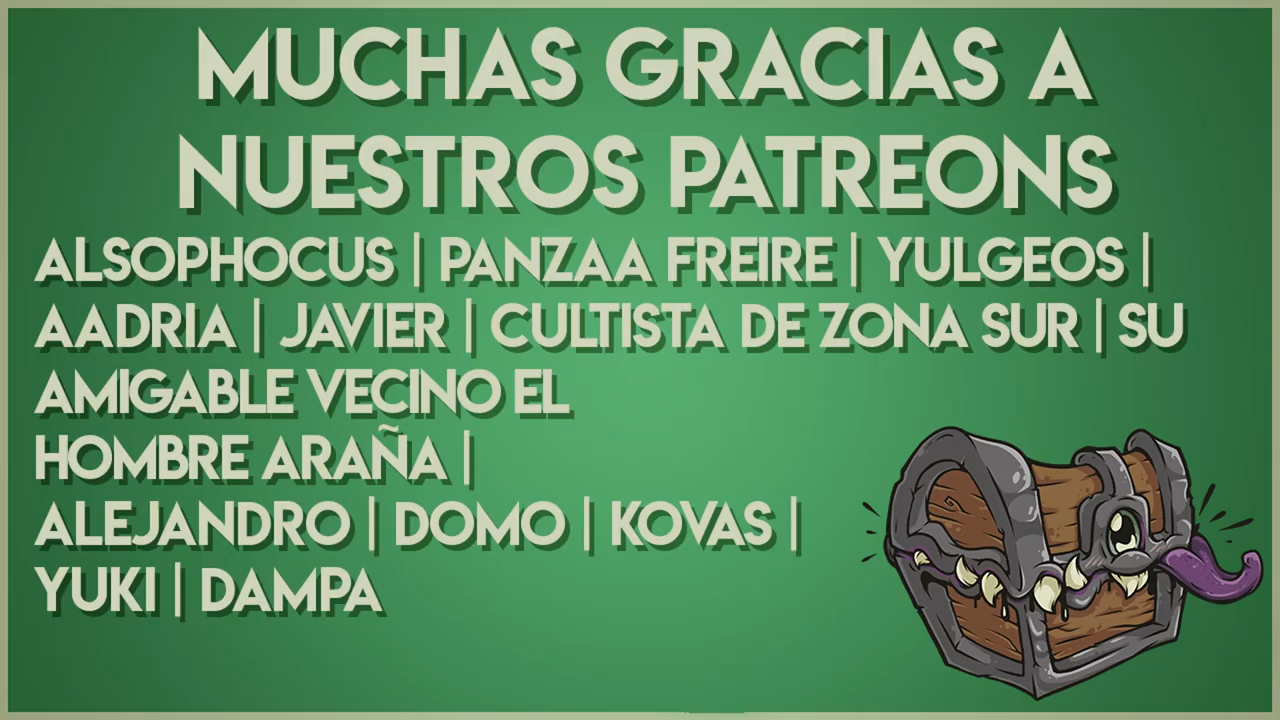 MUCHAS GRACIAS A
NUESTROS PATREONS
ALSOPHOCUS | PANZAA FREIRE | YULGEOS |
AADRIA | JAVIER | CULTISTA DE ZONA SUR | SU
AMIGABLE VECINO EL
HOMBRE ARAÑA |
ALEJANDRO | DOMO | KOVAS |
YUKI | DAMPA